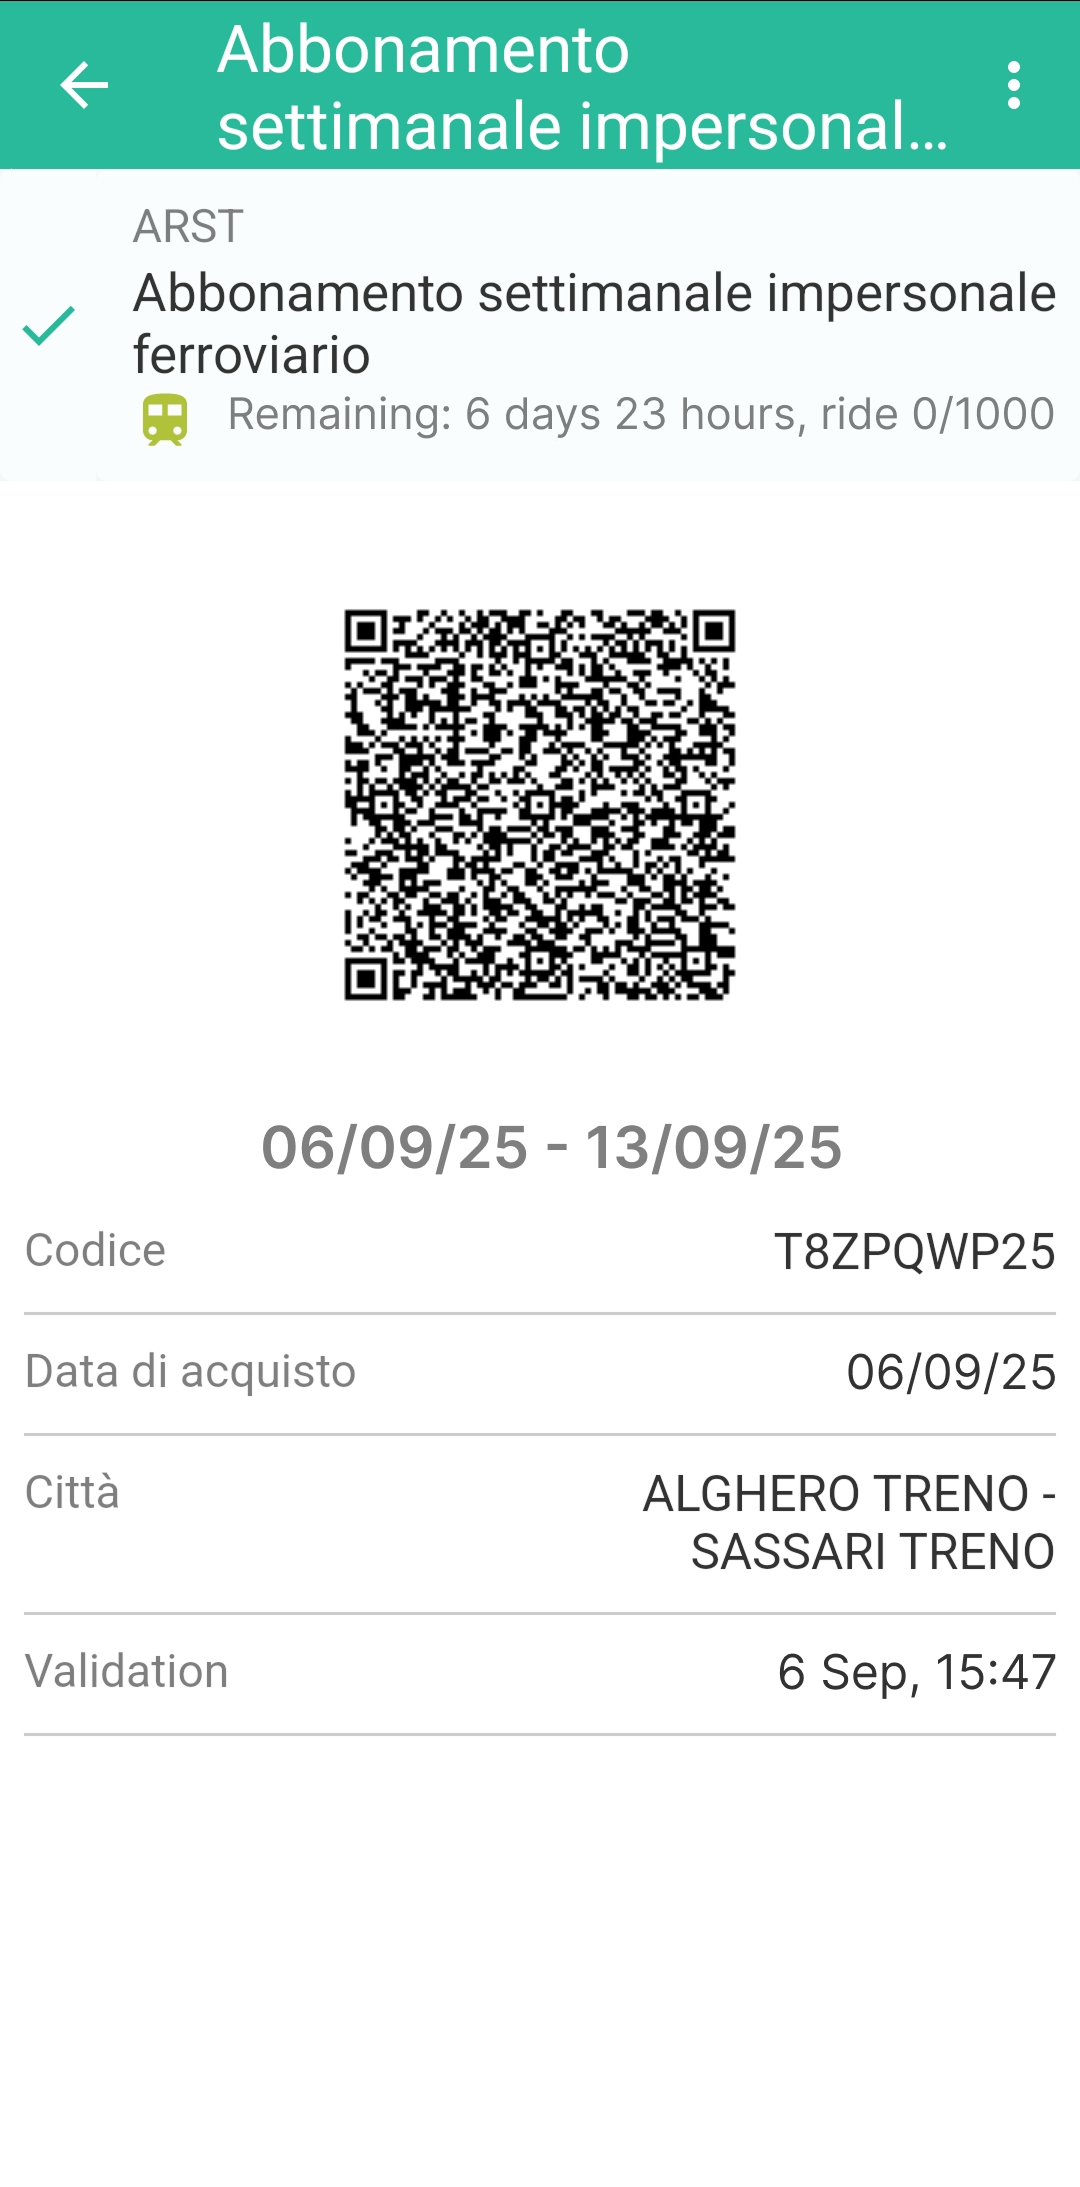 Abbonamento
settimanale impersonal...
ARST
Abbonamento settimanale impersonale
ferroviario
Remaining: 6 days 23 hours, ride 0/1000
06/09/25 - 13/09/25
Codice T8ZPQWP25
Data di acquisto 06/09/25
Città ALGHERO TRENO -
SASSARI TRENO
Validation 6 Sep, 15:47